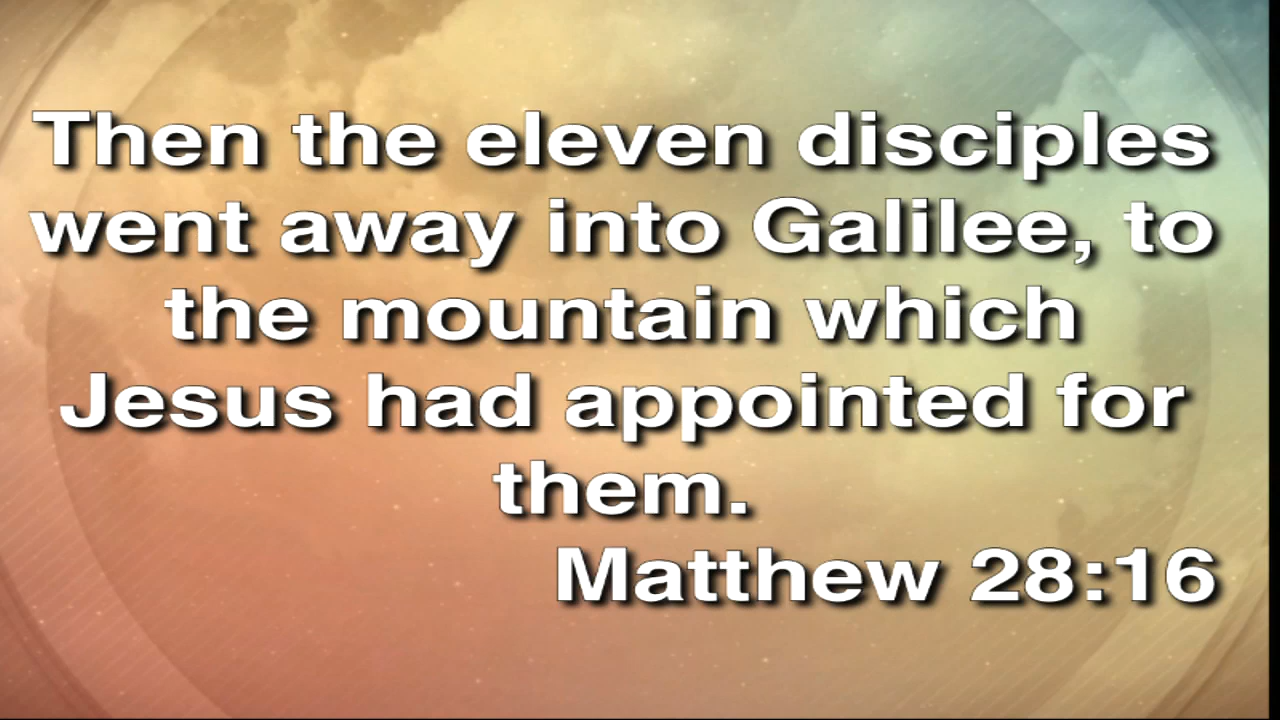 Then the eleven disciples
went away into Galilee, to
the mountain which
Jesus had appointed for
them.
Matthew 28:16